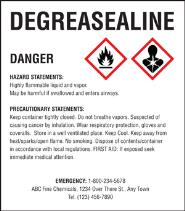 DEGREASEALINE
DANGER
HAZARD STATEMENTS:
Highly flammable liquid and vapor.
May be harmful if swallowed and enters airways.
PRECAUTIONARY STATEMENTS:
Keep container tightly closed. Do not breathe vapors. Suspected of
causing cancer by inhalation. Wear respiratory protection, gloves and
coveralls. Store in a well ventilated place. Keep Cool. Keep away from
heat/sparks/open flame. No smoking. Dispose of contents/container
in accordance with local regulations. FIRST AID: If exposed seek
immediate medical attention.
EMERGENCY: 1-800-234-5678
ABC Fine Chemicals, 1234 Over There St., Any Town
Tel. (123) 456-7890